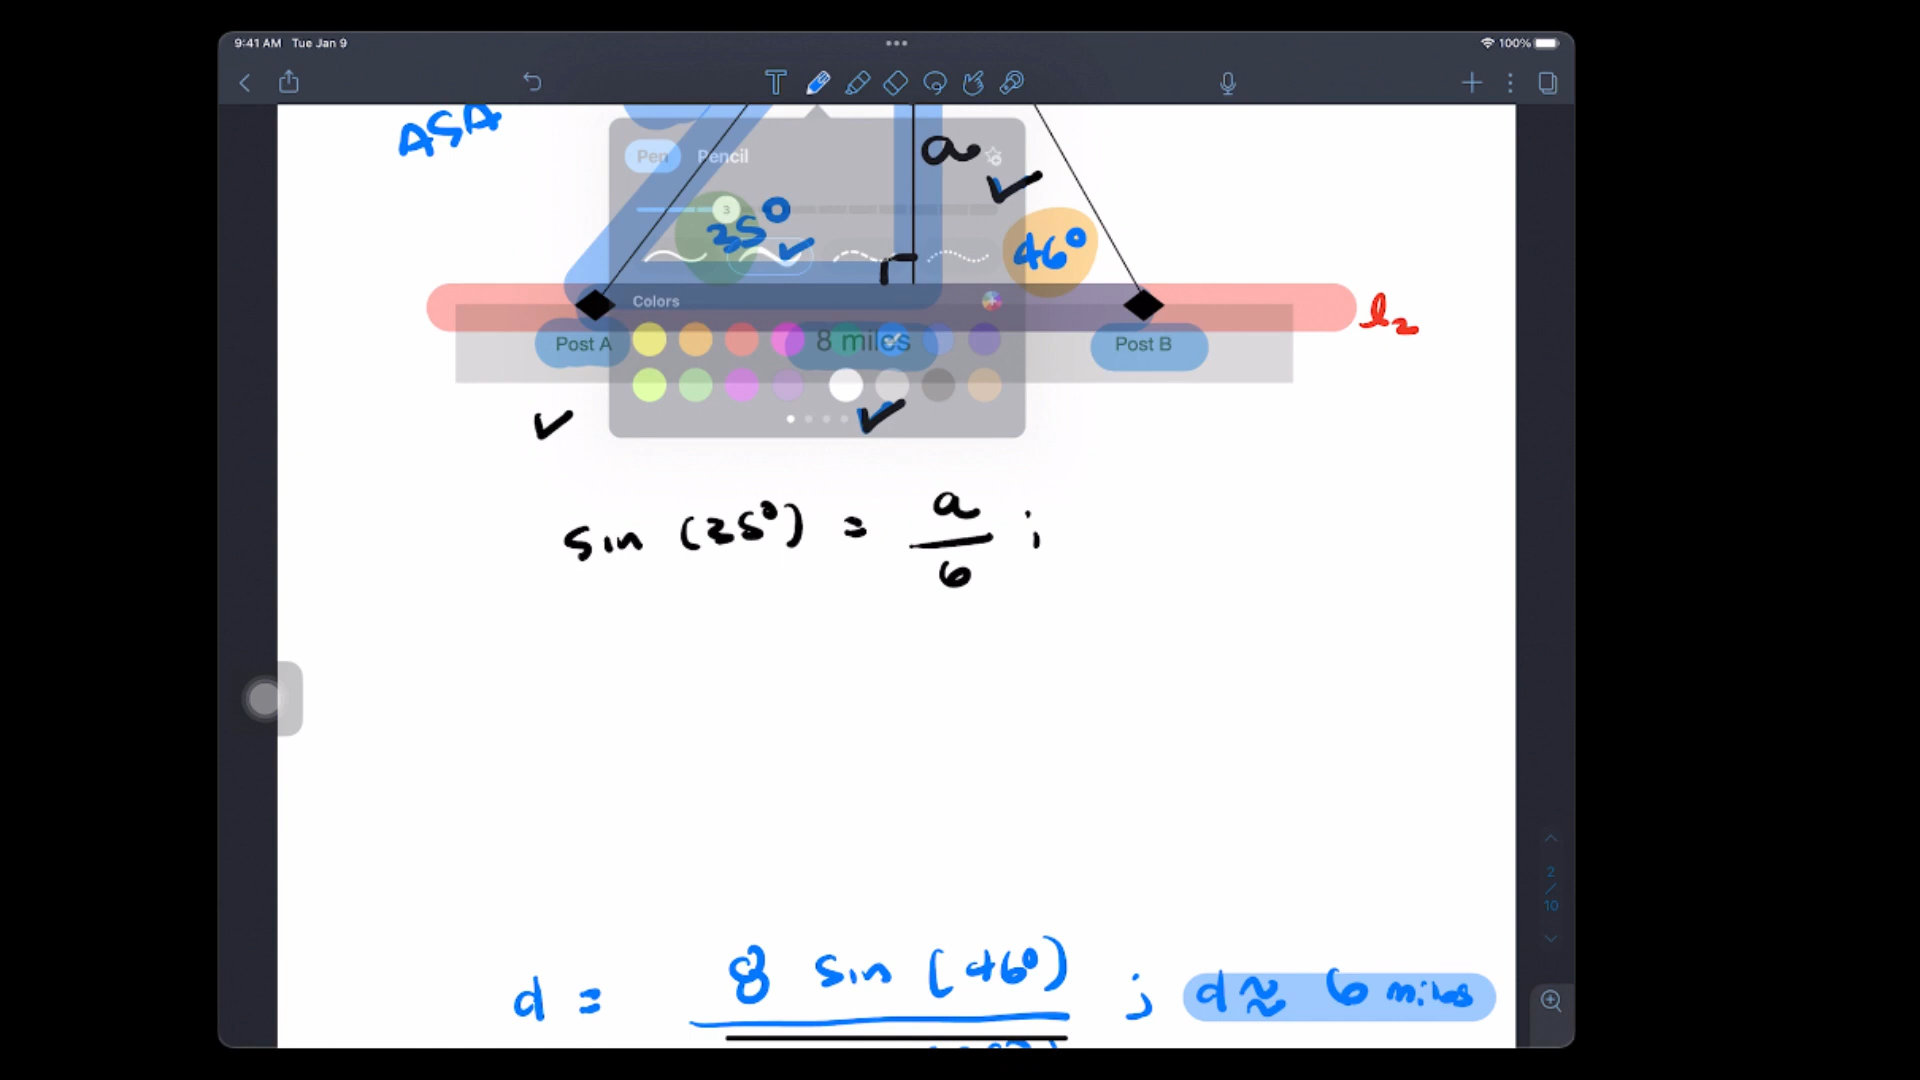 9:41 AM Tue Jan 9
100%
ASA
a
Pen Pencil
3
35°
46°
Colors
l₂
Post A
8 miles
Post B
sin (35°) = a/6 ;
2
/
10
d = 8 sin (46°) ; d ≈ 6 miles